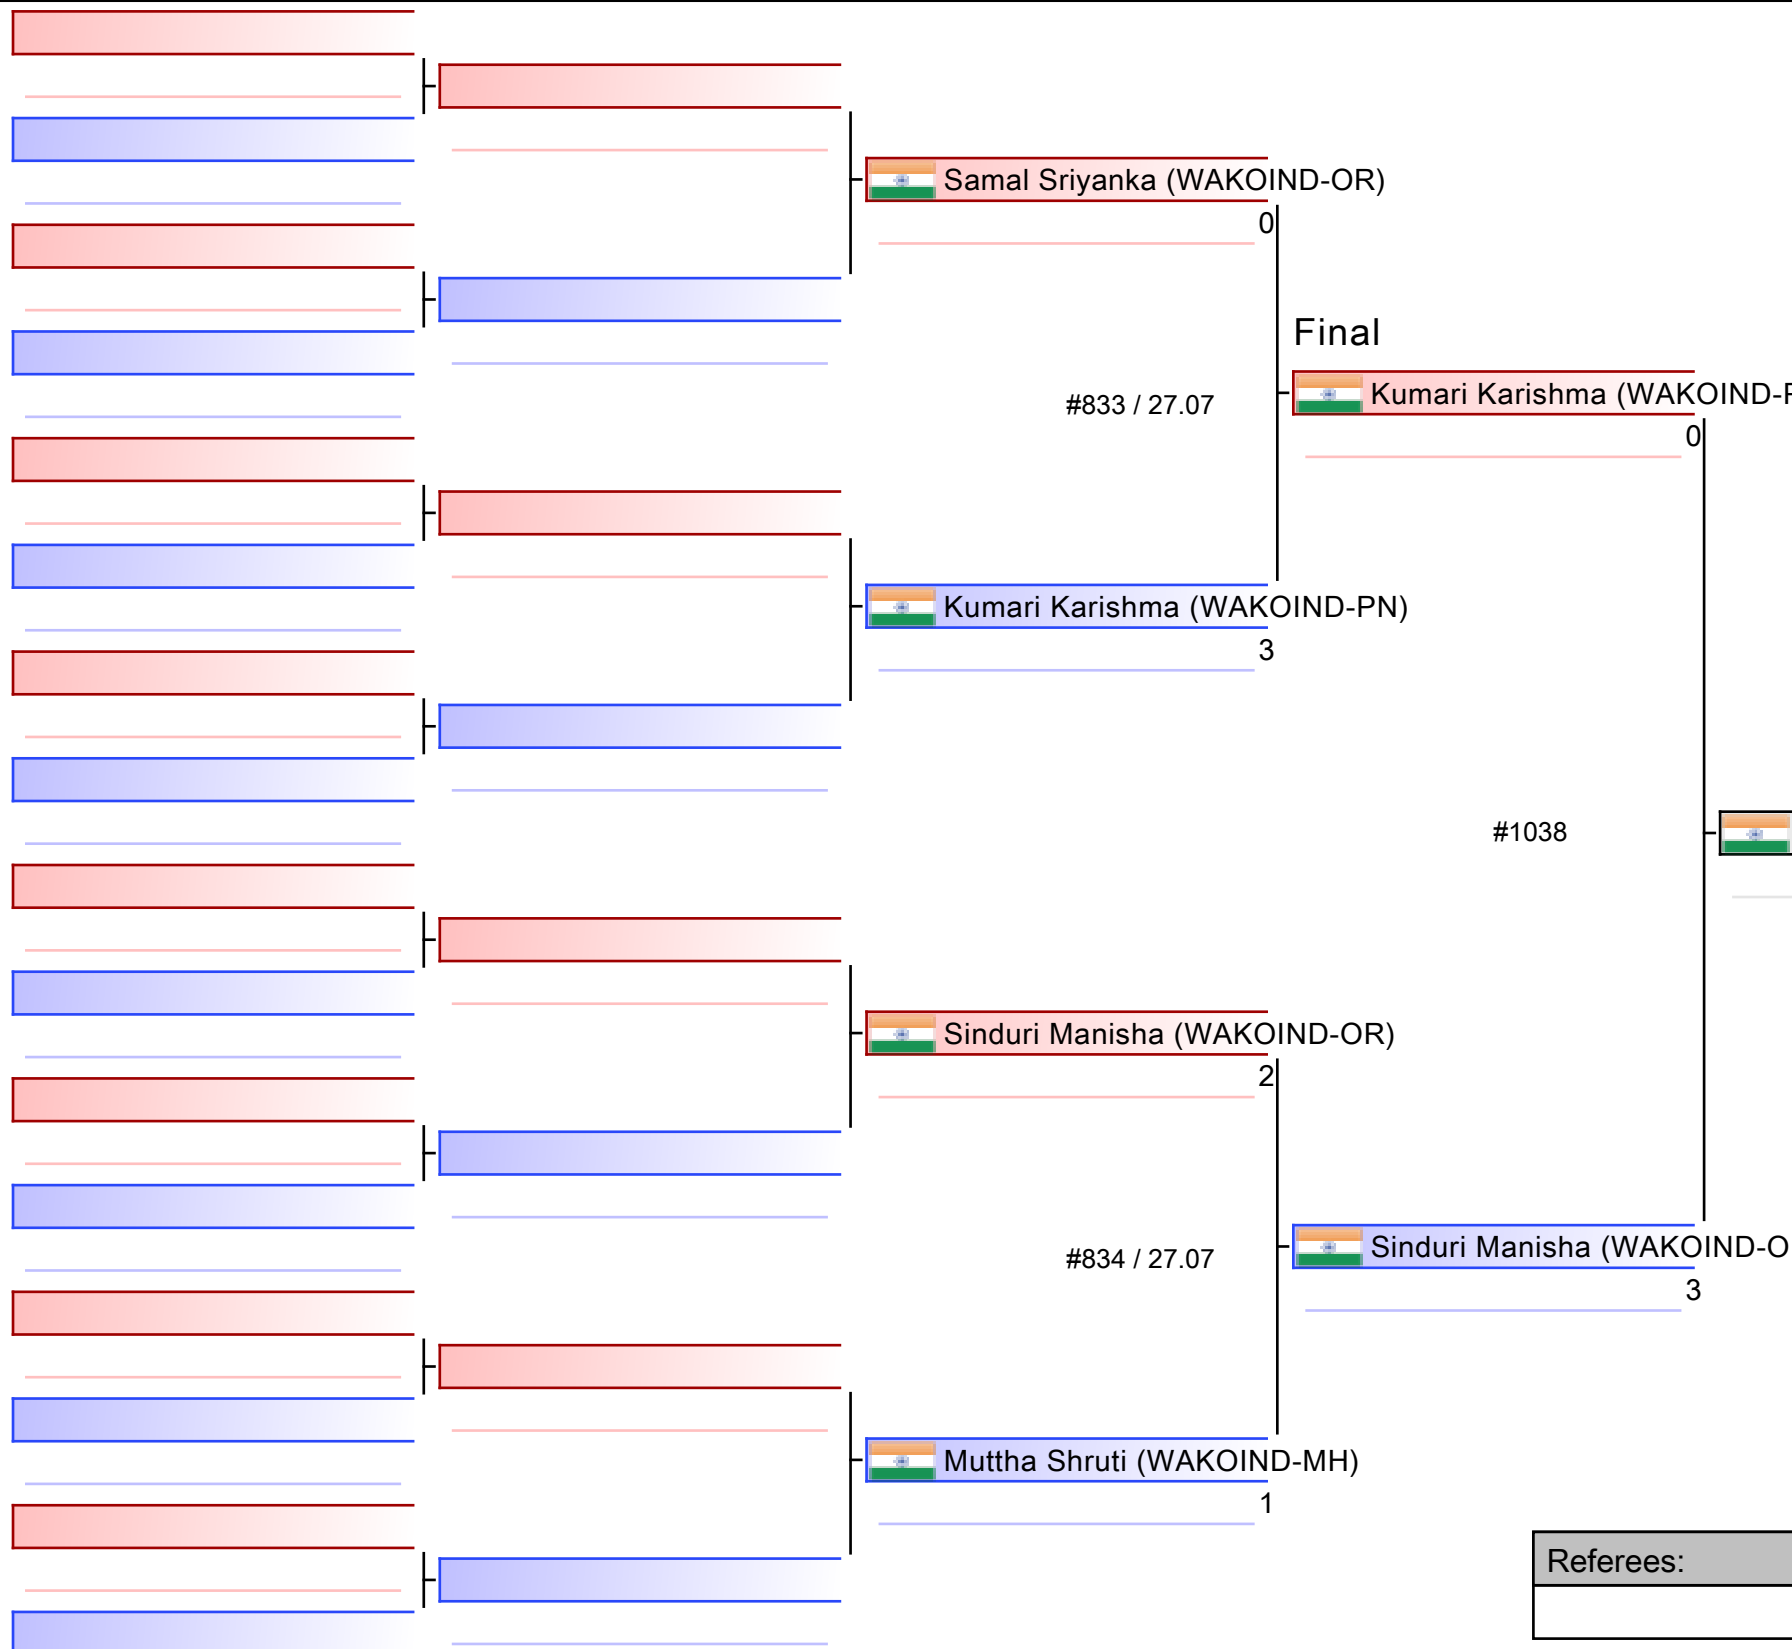 Samal Sriyanka (WAKOIND-OR)
0
Final
#833 / 27.07
Kumari Karishma (WAKOIND-P
0
Kumari Karishma (WAKOIND-PN)
3
#1038
Sinduri Manisha (WAKOIND-OR)
2
#834 / 27.07
Sinduri Manisha (WAKOIND-O
3
Muttha Shruti (WAKOIND-MH)
1
Referees: